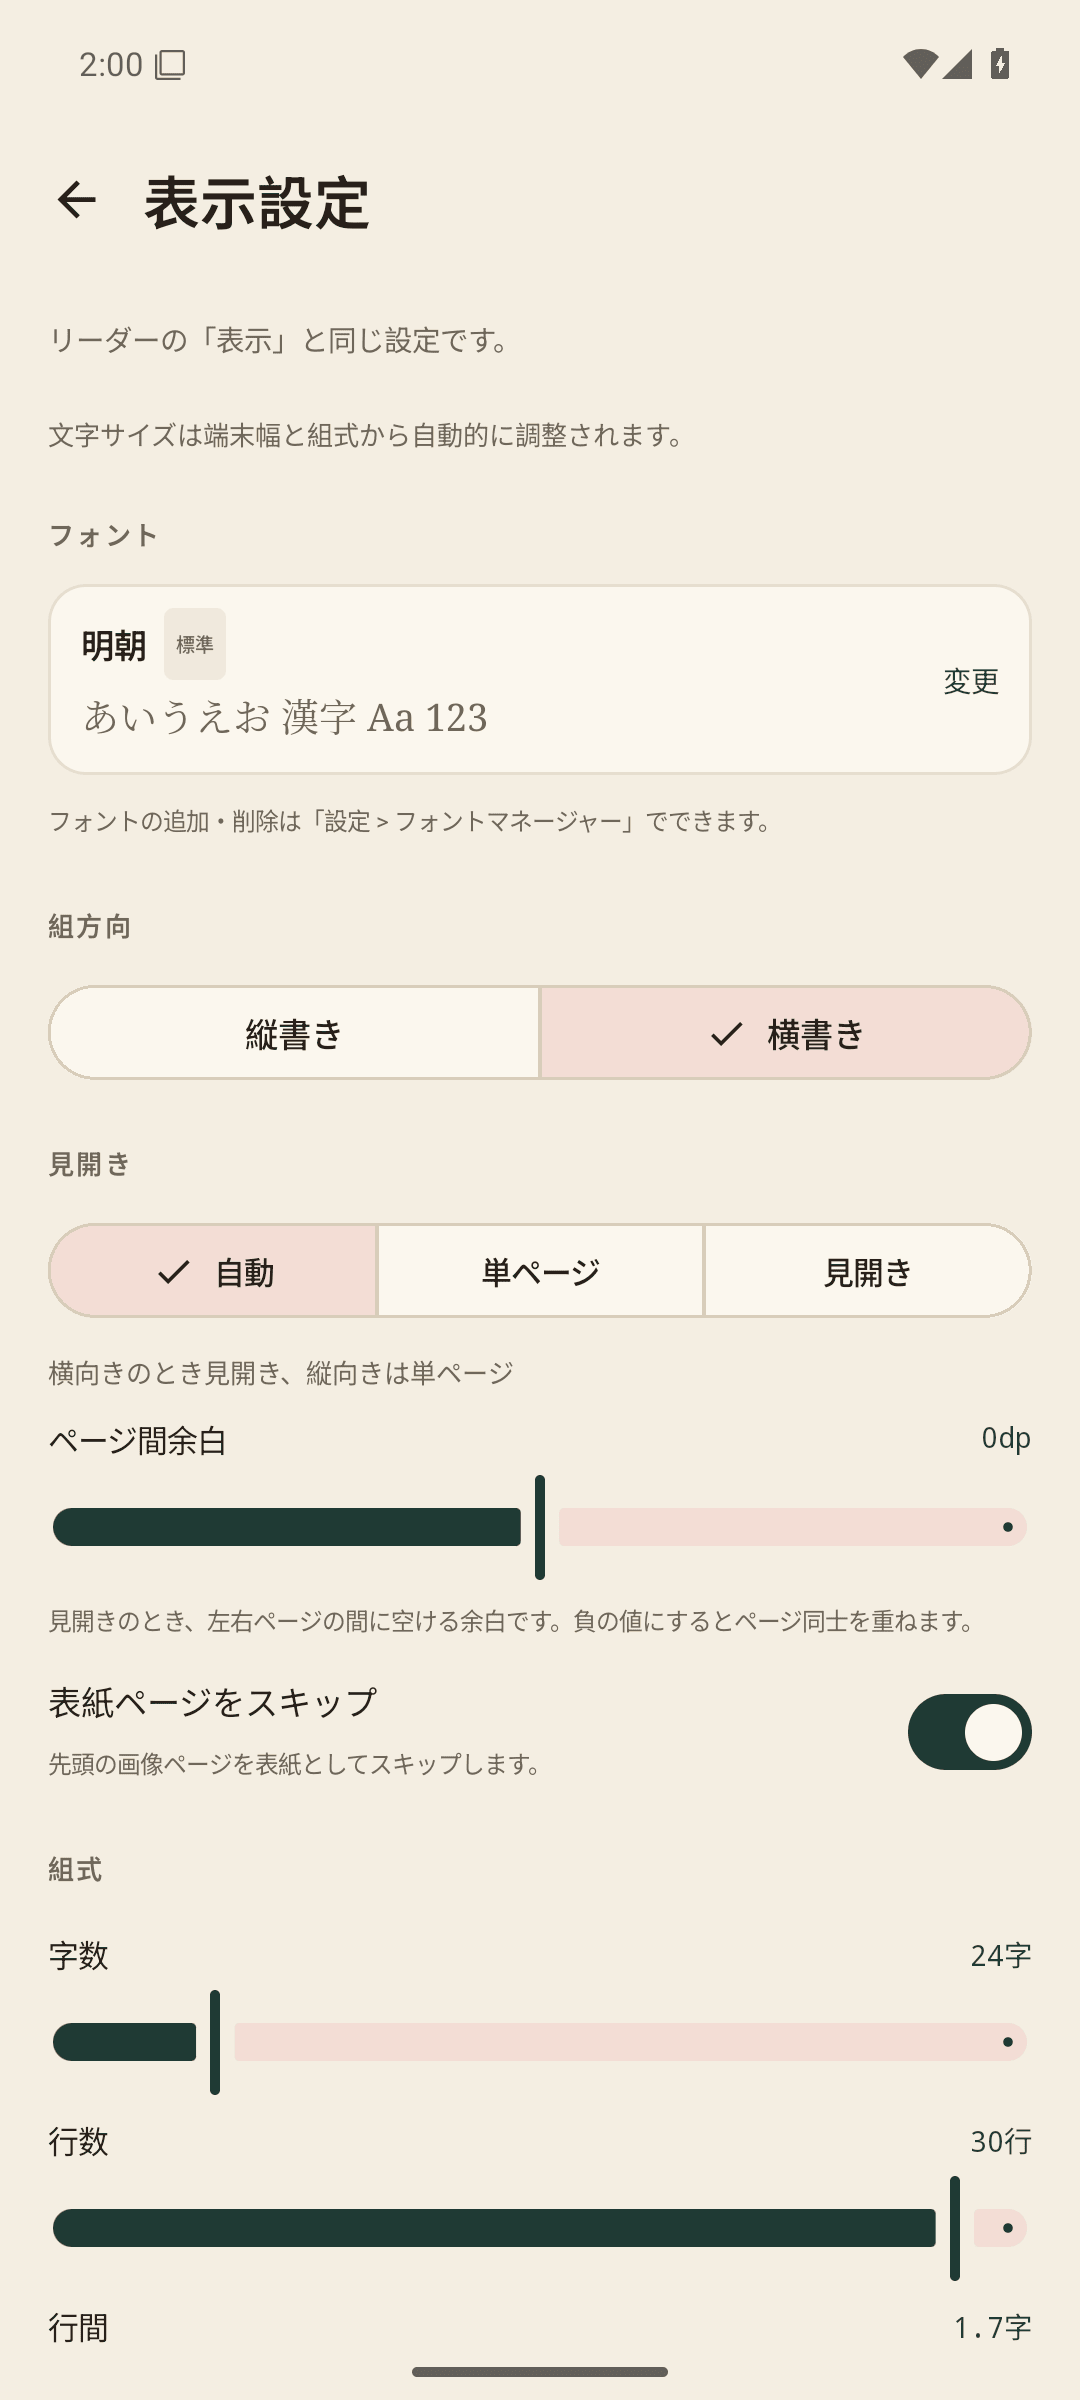 2:00
表示設定
リーダーの「表示」と同じ設定です。
文字サイズは端末幅と組式から自動的に調整されます。
フォント
明朝 標準
あいうえお 漢字 Aa 123
変更
フォントの追加・削除は「設定 > フォントマネージャー」でできます。
組方向
縦書き 横書き
見開き
自動 単ページ 見開き
横向きのとき見開き、縦向きは単ページ
ページ間余白 0dp
見開きのとき、左右ページの間に空ける余白です。負の値にするとページ同士を重ねます。
表紙ページをスキップ
先頭の画像ページを表紙としてスキップします。
組式
字数 24字
行数 30行
行間 1.7字